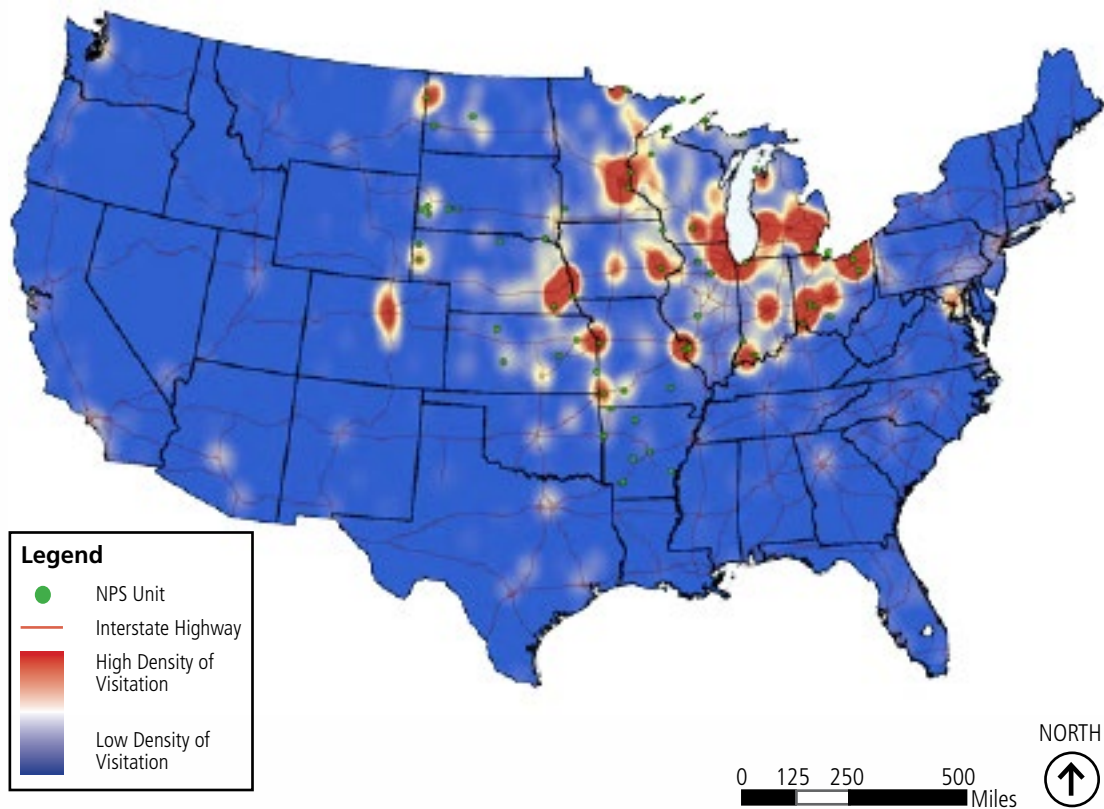 Legend
NPS Unit
Interstate Highway
High Density of
Visitation
Low Density of
Visitation
NORTH
0 125 250 500
Miles